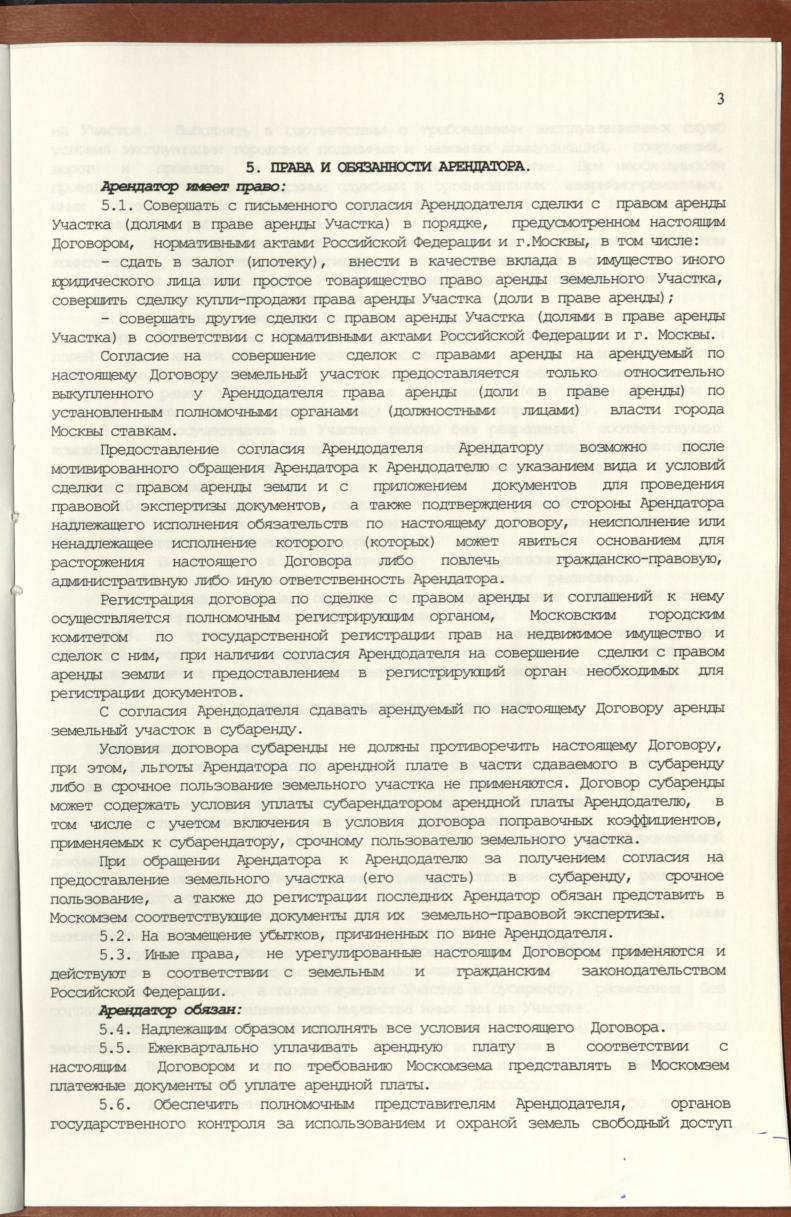 3
5. ПРАВА И ОБЯЗАННОСТИ АРЕНДАТОРА.
Арендатор имеет право:
5.1. Совершать с письменного согласия Арендодателя сделки с правом аренды
Участка (долями в праве аренды Участка) в порядке, предусмотренном настоящим
Договором, нормативными актами Российской Федерации и г.Москвы, в том числе:
- сдать в залог (ипотеку), внести в качестве вклада в имущество иного
юридического лица или простое товарищество право аренды земельного Участка,
совершить сделку купли-продажи права аренды Участка (доли в праве аренды);
- совершать другие сделки с правом аренды Участка (долями в праве аренды
Участка) в соответствии с нормативными актами Российской Федерации и г. Москвы.
Согласие на совершение сделок с правами аренды на арендуемый по
настоящему Договору земельный участок предоставляется только относительно
выкупленного у Арендодателя права аренды (доли в праве аренды) по
установленным полномочными органами (должностными лицами) власти города
Москвы ставкам.
Предоставление согласия Арендодателя Арендатору возможно после
мотивированного обращения Арендатора к Арендодателю с указанием вида и условий
сделки с правом аренды земли и с приложением документов для проведения
правовой экспертизы документов, а также подтверждения со стороны Арендатора
надлежащего исполнения обязательств по настоящему договору, неисполнение или
ненадлежащее исполнение которого (которых) может явиться основанием для
расторжения настоящего Договора либо повлечь гражданско-правовую,
административную либо иную ответственность Арендатора.
Регистрация договора по сделке с правом аренды и соглашений к нему
осуществляется полномочным регистрирующим органом, Московским городским
комитетом по государственной регистрации прав на недвижимое имущество и
сделок с ним, при наличии согласия Арендодателя на совершение сделки с правом
аренды земли и предоставлением в регистрирующий орган необходимых для
регистрации документов.
С согласия Арендодателя сдавать арендуемый по настоящему Договору аренды
земельный участок в субаренду.
Условия договора субаренды не должны противоречить настоящему Договору,
при этом, льготы Арендатора по арендной плате в части сдаваемого в субаренду
либо в срочное пользование земельного участка не применяются. Договор субаренды
может содержать условия уплаты субарендатором арендной платы Арендодателю, в
том числе с учетом включения в условия договора поправочных коэффициентов,
применяемых к субарендатору, срочному пользователю земельного участка.
При обращении Арендатора к Арендодателю за получением согласия на
предоставление земельного участка (его часть) в субаренду, срочное
пользование, а также до регистрации последних Арендатор обязан представить в
Москомзем соответствующие документы для их земельно-правовой экспертизы.
5.2. На возмещение убытков, причиненных по вине Арендодателя.
5.3. Иные права, не урегулированные настоящим Договором применяются и
действуют в соответствии с земельным и гражданским законодательством
Российской Федерации.
Арендатор обязан:
5.4. Надлежащим образом исполнять все условия настоящего Договора.
5.5. Ежеквартально уплачивать арендную плату в соответствии с
настоящим Договором и по требованию Москомзема представлять в Москомзем
платежные документы об уплате арендной платы.
5.6. Обеспечить полномочным представителям Арендодателя, органов
государственного контроля за использованием и охраной земель свободный доступ